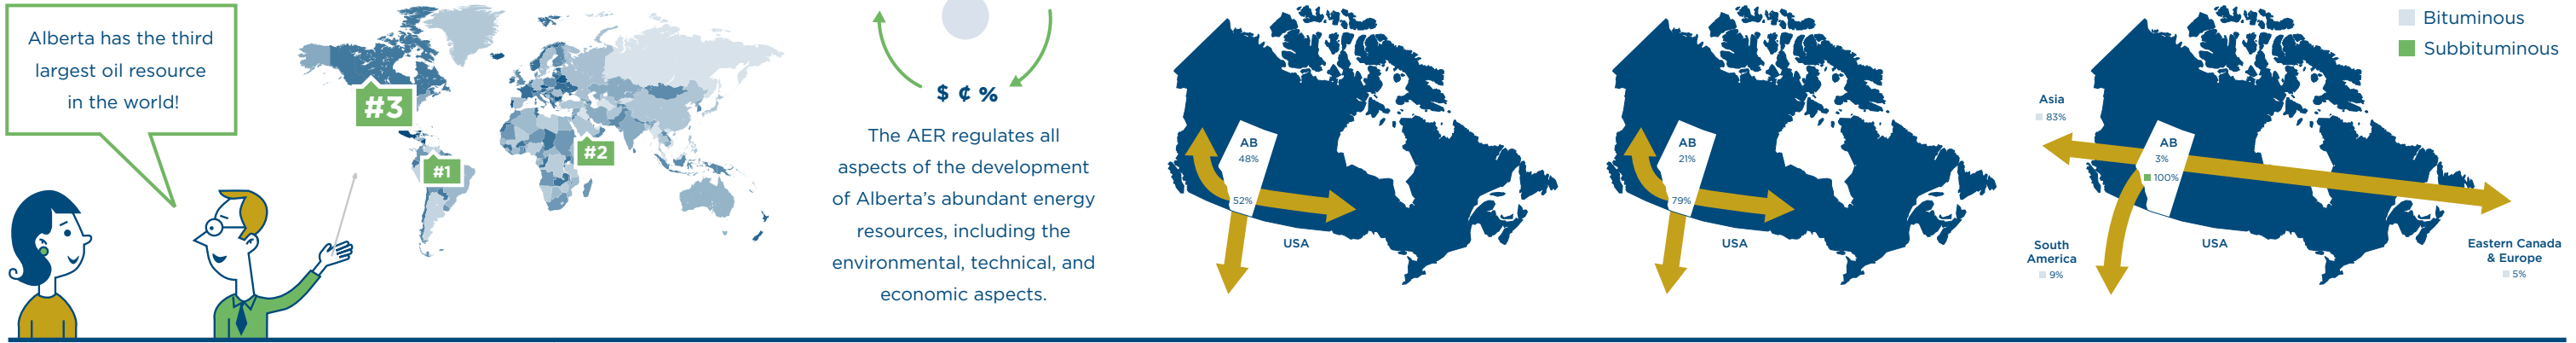 Alberta has the third
largest oil resource
in the world!
#3
#1
#2
$ ¢ %
The AER regulates all
aspects of the development
of Alberta's abundant energy
resources, including the
environmental, technical, and
economic aspects.
AB
48%
52%
USA
AB
21%
79%
USA
Bituminous
Subbituminous
Asia
83%
AB
3%
100%
South
America
9%
USA
Eastern Canada
& Europe
5%